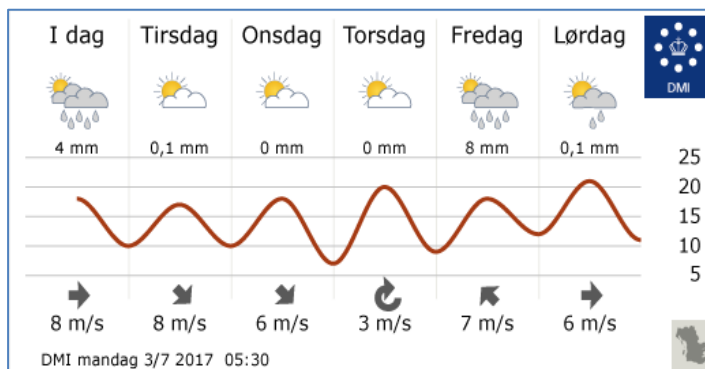 I dag Tirsdag Onsdag Torsdag Fredag Lørdag
DMI
4 mm 0,1 mm 0 mm 0 mm 8 mm 0,1 mm
25
20
15
10
5
8 m/s 8 m/s 6 m/s 3 m/s 7 m/s 6 m/s
DMI mandag 3/7 2017 05:30